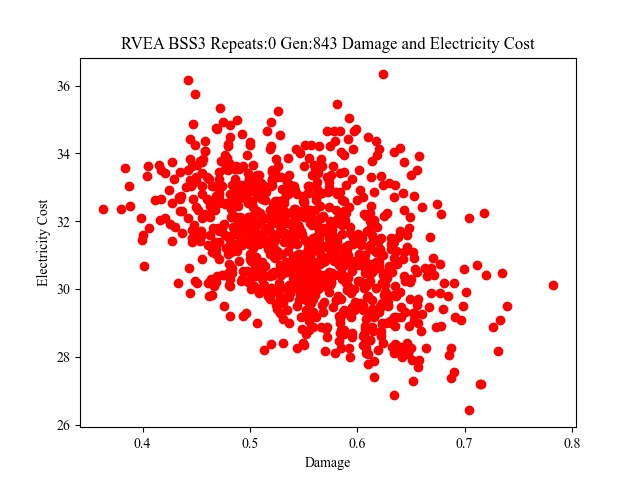 RVEA BSS3 Repeats:0 Gen:843 Damage and Electricity Cost
36
34
32
30
28
26
Electricity Cost
0.4 0.5 0.6 0.7 0.8
Damage